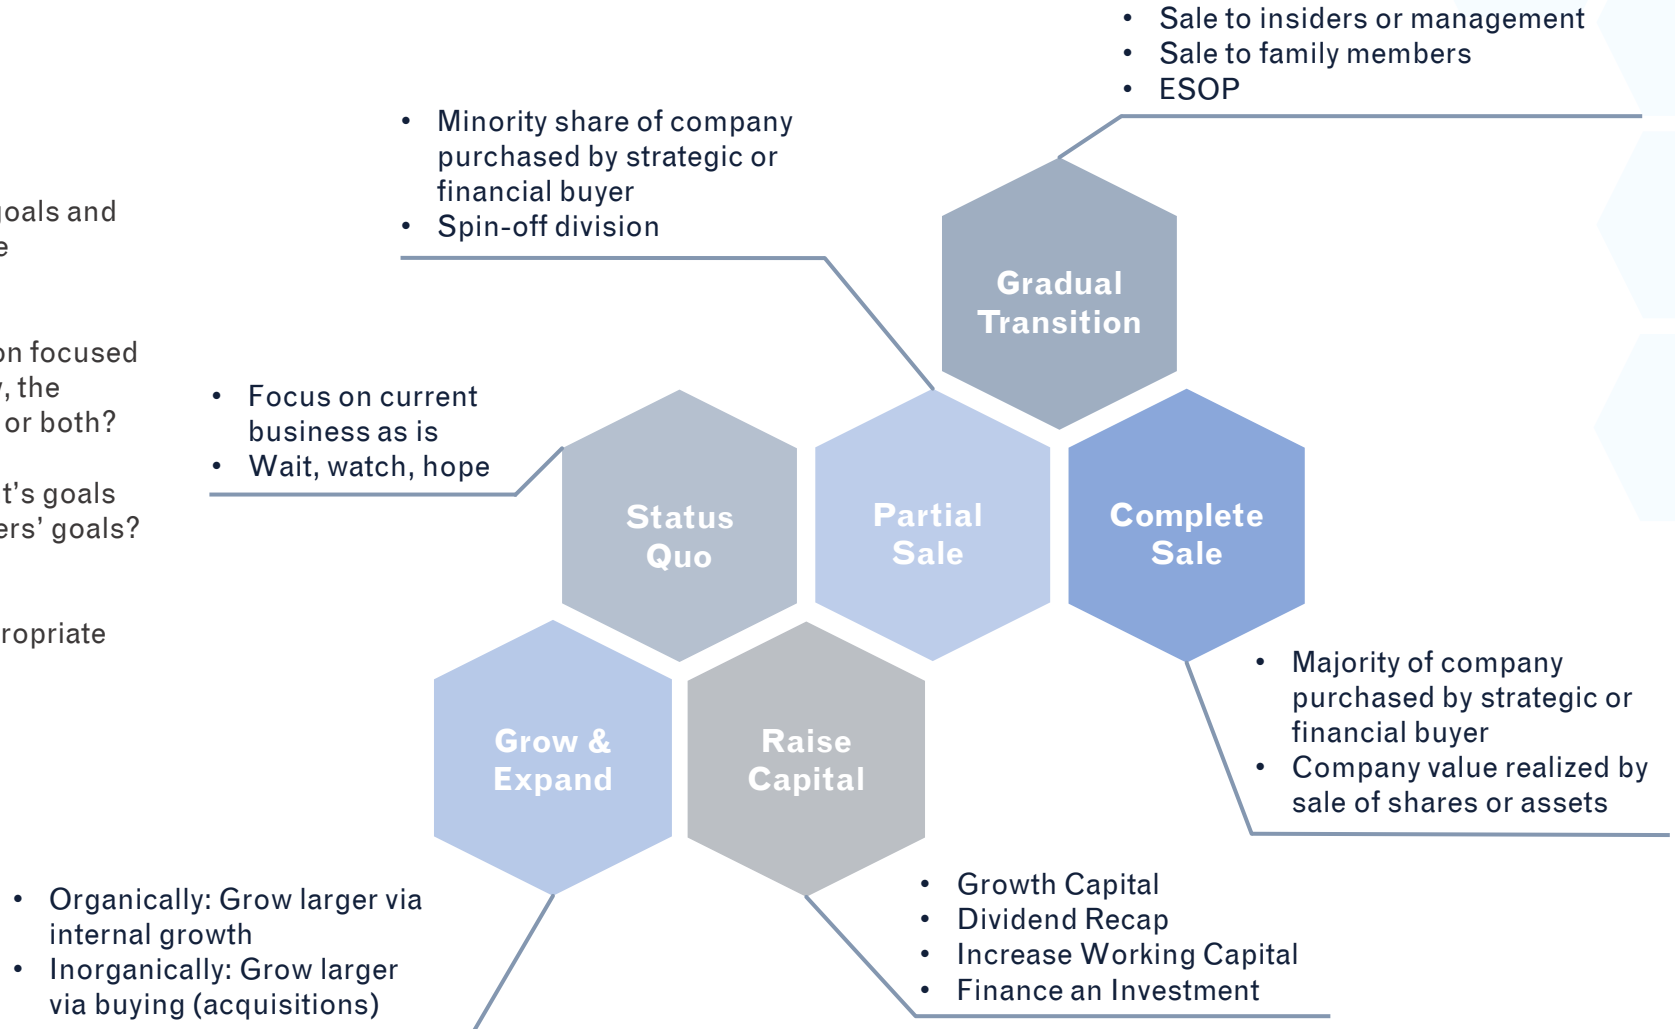 • Sale to insiders or management
• Sale to family members
• ESOP
• Minority share of company
purchased by strategic or
financial buyer
• Spin-off division
goals and
e
on focused
, the
or both?
t’s goals
ers’ goals?
ropriate
• Focus on current
business as is
• Wait, watch, hope
Gradual
Transition
Status
Quo
Partial
Sale
Complete
Sale
Grow &
Expand
Raise
Capital
• Majority of company
purchased by strategic or
financial buyer
• Company value realized by
sale of shares or assets
• Organically: Grow larger via
internal growth
• Inorganically: Grow larger
via buying (acquisitions)
• Growth Capital
• Dividend Recap
• Increase Working Capital
• Finance an Investment